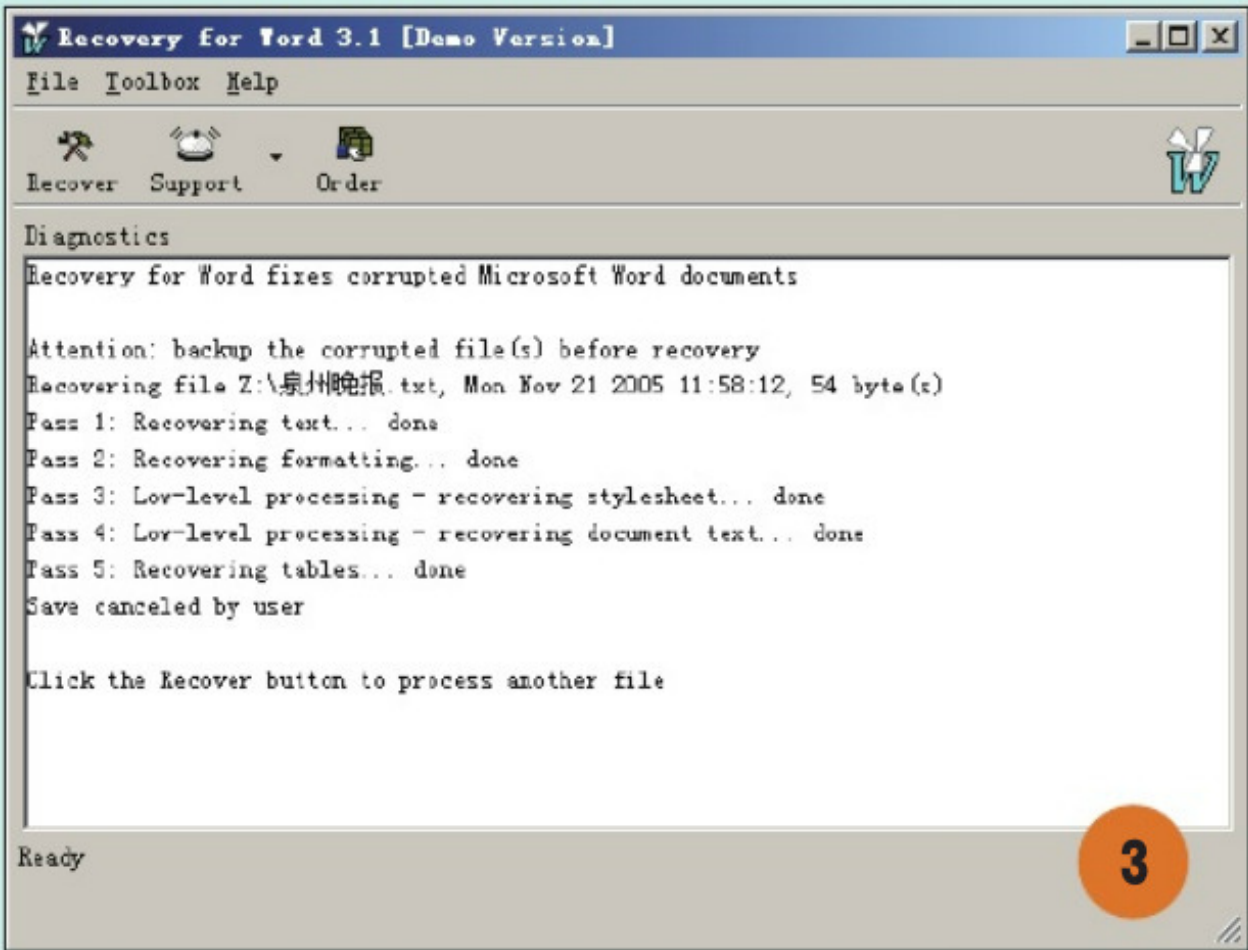 Recovery for Word 3.1 [Demo Version]
File Toolbox Help
Recover Support Order
Diagnostics
Recovery for Word fixes corrupted Microsoft Word documents
Attention: backup the corrupted file(s) before recovery
Recovering file Z:\泉州晚报.txt, Mon Nov 21 2005 11:58:12, 54 byte(s)
Pass 1: Recovering text... done
Pass 2: Recovering formatting... done
Pass 3: Low-level processing - recovering stylesheet... done
Pass 4: Low-level processing - recovering document text... done
Pass 5: Recovering tables... done
Save canceled by user
Click the Recover button to process another file
Ready
3